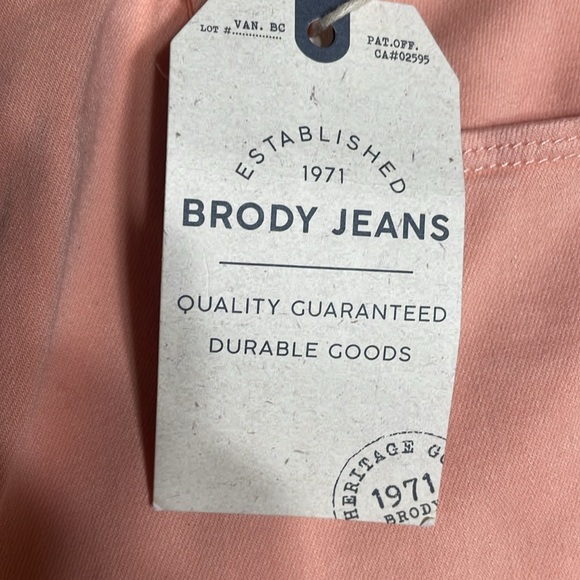 LOT # VAN. BC
PAT.OFF.
CA#02595
ESTABLISHED
1971
BRODY JEANS
QUALITY GUARANTEED
DURABLE GOODS
HERITAGE
1971
BRODY